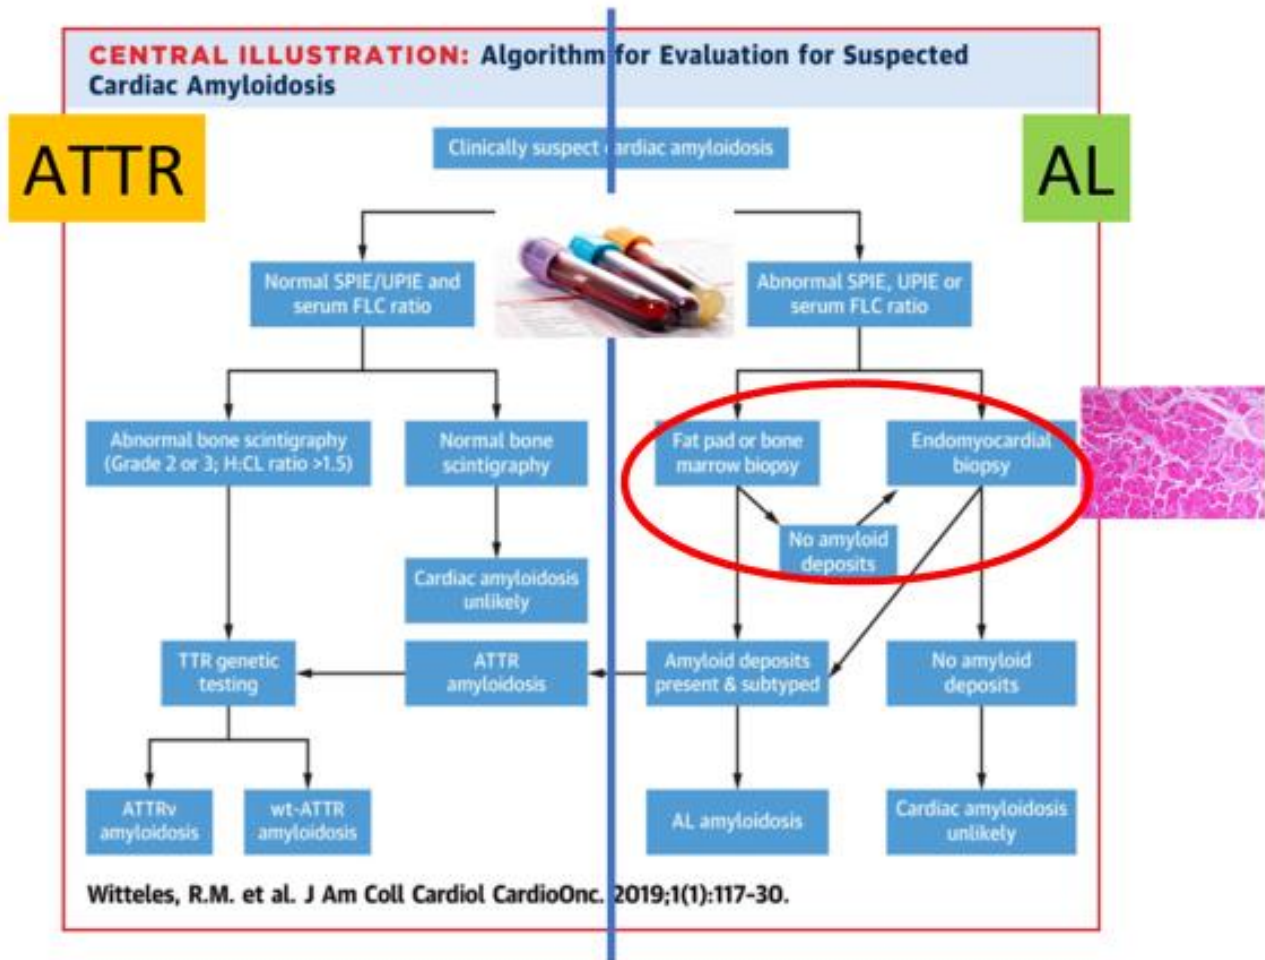 CENTRAL ILLUSTRATION: Algorithm for Evaluation for Suspected
Cardiac Amyloidosis
ATTR
AL
Clinically suspect cardiac amyloidosis
Normal SPIE/UPIE and
serum FLC ratio
Abnormal SPIE, UPIE or
serum FLC ratio
Abnormal bone scintigraphy
(Grade 2 or 3; H:CL ratio >1.5)
Normal bone
scintigraphy
Fat pad or bone
marrow biopsy
Endomyocardial
biopsy
No amyloid
deposits
Cardiac amyloidosis
unlikely
TTR genetic
testing
ATTR
amyloidosis
Amyloid deposits
present & subtyped
No amyloid
deposits
ATTRv
amyloidosis
wt-ATTR
amyloidosis
AL amyloidosis
Cardiac amyloidosis
unlikely
Witteles, R.M. et al. J Am Coll Cardiol CardioOnc. 2019;1(1):117-30.